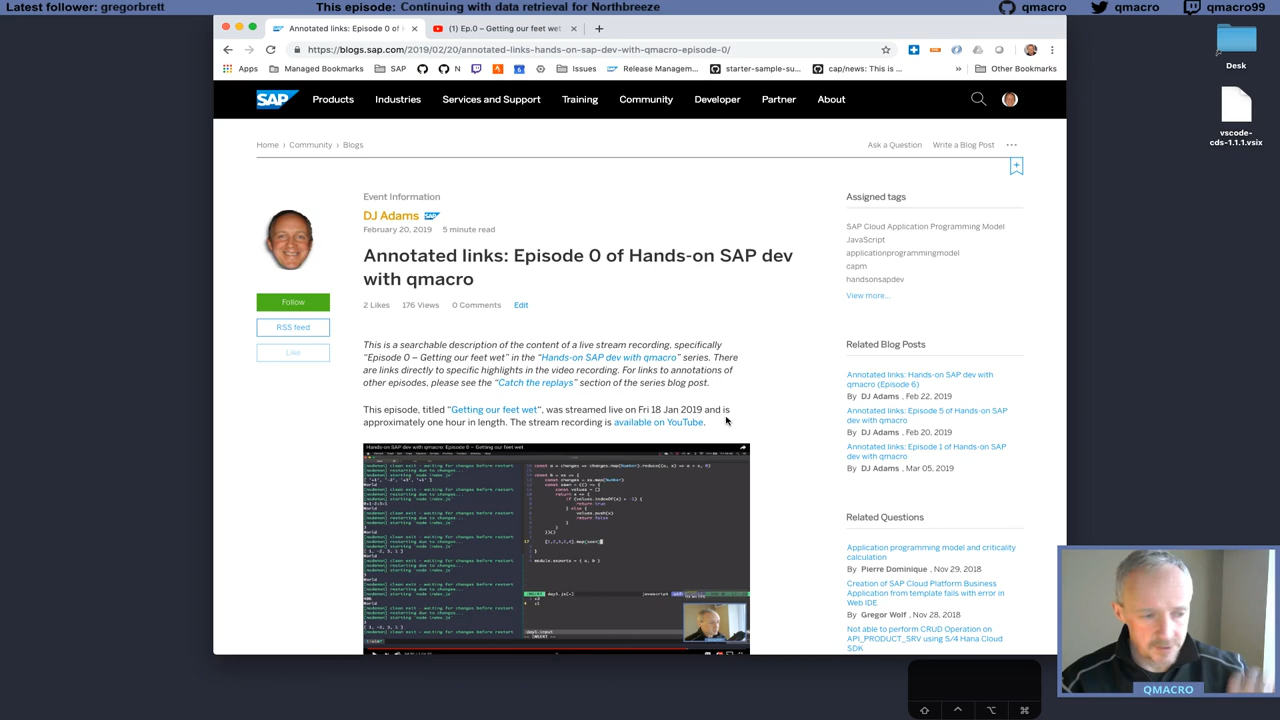 Latest follower: gregorbrett
This episode: Continuing with data retrieval for Northbreeze
qmacro
qmacro
qmacro99
Annotated links: Episode 0 of
(1) Ep.0 – Getting our feet wet
https://blogs.sap.com/2019/02/20/annotated-links-hands-on-sap-dev-with-qmacro-episode-0/
Apps
Managed Bookmarks
SAP
N
Issues
Release Managem...
starter-sample-su...
cap/news: This is ...
»
Other Bookmarks
Desk
vscode-
cds-1.1.1.vsix
SAP
Products
Industries
Services and Support
Training
Community
Developer
Partner
About
Home › Community › Blogs
Ask a Question
Write a Blog Post
Event Information
DJ Adams
February 20, 2019
5 minute read
Annotated links: Episode 0 of Hands-on SAP dev
with qmacro
2 Likes
176 Views
0 Comments
Edit
Follow
RSS feed
Like
This is a searchable description of the content of a live stream recording, specifically
“Episode 0 – Getting our feet wet” in the “Hands-on SAP dev with qmacro” series. There
are links directly to specific highlights in the video recording. For links to annotations of
other episodes, please see the “Catch the replays” section of the series blog post.
This episode, titled “Getting our feet wet“, was streamed live on Fri 18 Jan 2019 and is
approximately one hour in length. The stream recording is available on YouTube.
Hands-on SAP dev with qmacro: Episode 0 – Getting our feet wet
Assigned tags
SAP Cloud Application Programming Model
JavaScript
applicationprogrammingmodel
capm
handsonsapdev
View more...
Related Blog Posts
Annotated links: Hands-on SAP dev with
qmacro (Episode 6)
By DJ Adams , Feb 22, 2019
Annotated links: Episode 5 of Hands-on SAP
dev with qmacro
By DJ Adams , Feb 20, 2019
Annotated links: Episode 1 of Hands-on SAP
dev with qmacro
By DJ Adams , Mar 05, 2019
Related Questions
Application programming model and criticality
calculation
By Pierre Dominique , Nov 29, 2018
Creation of SAP Cloud Platform Business
Application from template fails with error in
Web IDE
By Gregor Wolf , Nov 28, 2018
Not able to perform CRUD Operation on
API_PRODUCT_SRV using S/4 Hana Cloud
SDK
QMACRO